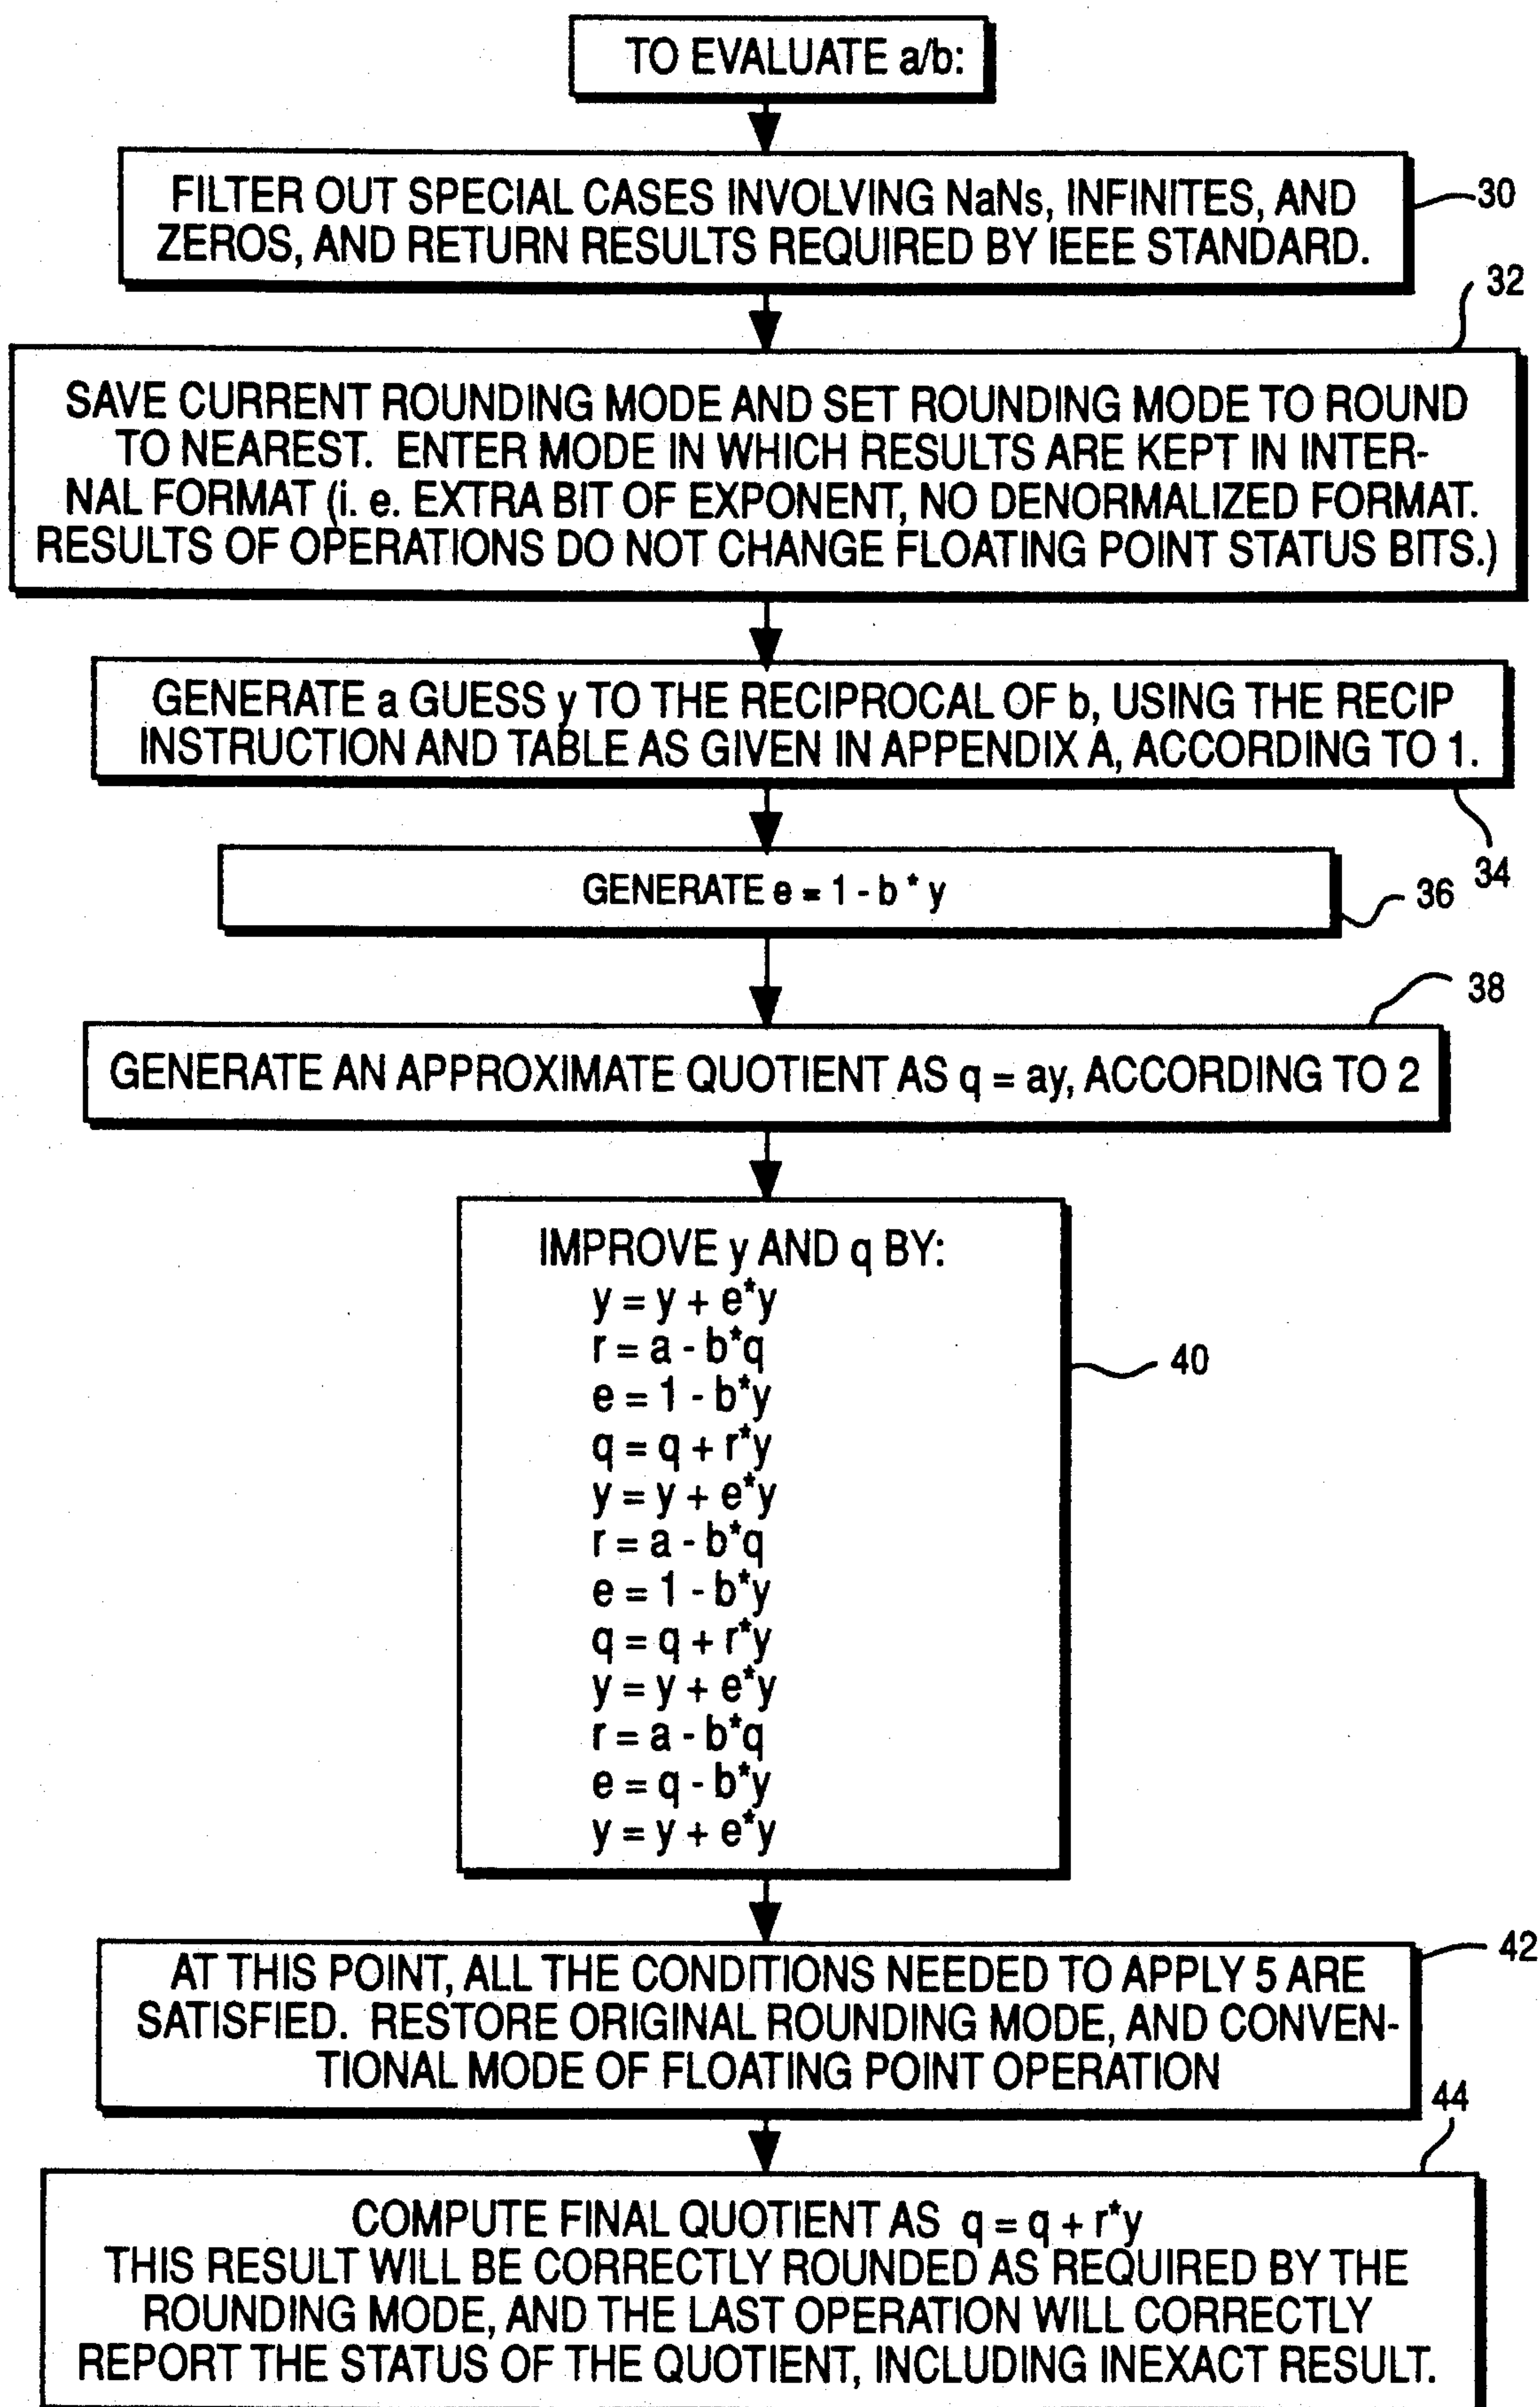 TO EVALUATE a/b:
FILTER OUT SPECIAL CASES INVOLVING NaNs, INFINITES, AND
ZEROS, AND RETURN RESULTS REQUIRED BY IEEE STANDARD.
30
32
SAVE CURRENT ROUNDING MODE AND SET ROUNDING MODE TO ROUND
TO NEAREST. ENTER MODE IN WHICH RESULTS ARE KEPT IN INTER-
NAL FORMAT (i. e. EXTRA BIT OF EXPONENT, NO DENORMALIZED FORMAT.
RESULTS OF OPERATIONS DO NOT CHANGE FLOATING POINT STATUS BITS.)
GENERATE a GUESS y TO THE RECIPROCAL OF b, USING THE RECIP
INSTRUCTION AND TABLE AS GIVEN IN APPENDIX A, ACCORDING TO 1.
34
GENERATE e = 1 - b * y
36
38
GENERATE AN APPROXIMATE QUOTIENT AS q = ay, ACCORDING TO 2
IMPROVE y AND q BY:
y = y + e*y
r = a - b*q
e = 1 - b*y
q = q + r*y
y = y + e*y
r = a - b*q
e = 1 - b*y
q = q + r*y
y = y + e*y
r = a - b*q
e = q - b*y
y = y + e*y
40
42
AT THIS POINT, ALL THE CONDITIONS NEEDED TO APPLY 5 ARE
SATISFIED. RESTORE ORIGINAL ROUNDING MODE, AND CONVEN-
TIONAL MODE OF FLOATING POINT OPERATION
44
COMPUTE FINAL QUOTIENT AS q = q + r*y
THIS RESULT WILL BE CORRECTLY ROUNDED AS REQUIRED BY THE
ROUNDING MODE, AND THE LAST OPERATION WILL CORRECTLY
REPORT THE STATUS OF THE QUOTIENT, INCLUDING INEXACT RESULT.